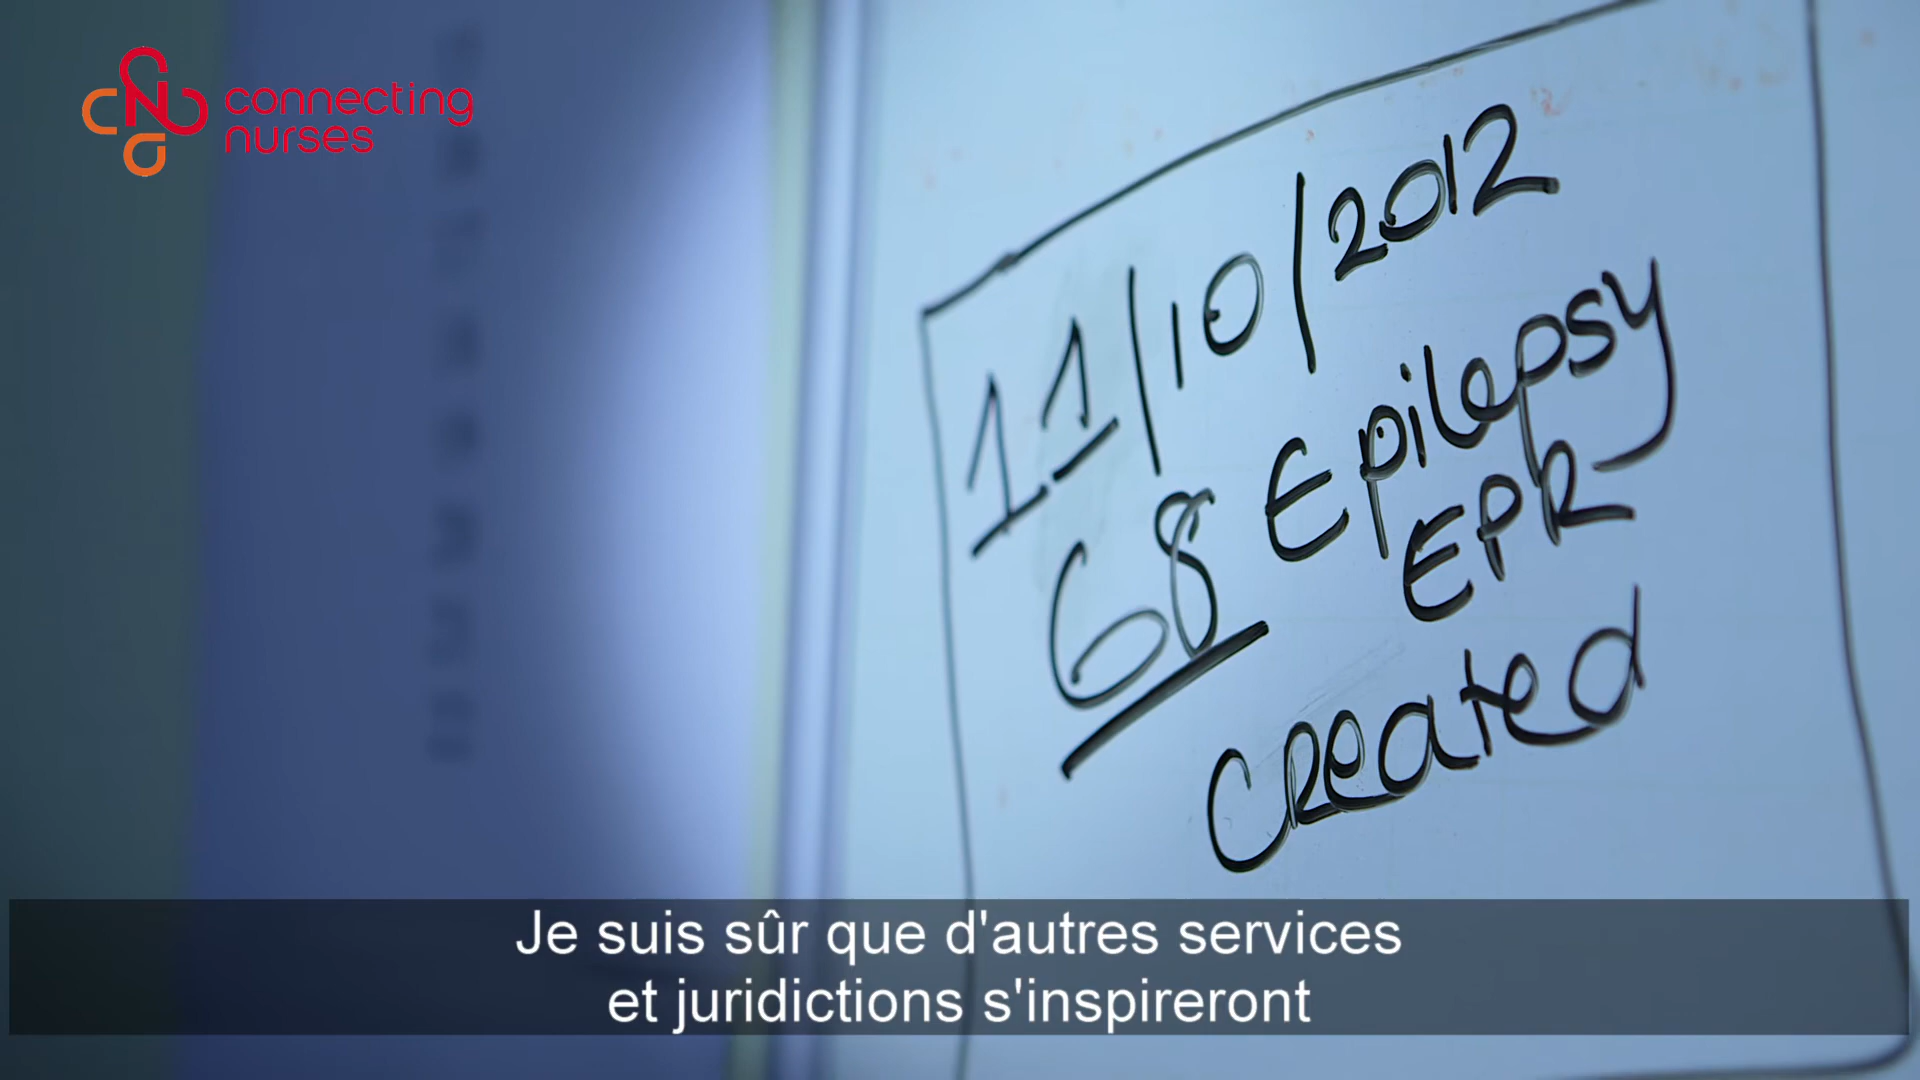 connecting
nurses
11/10/2012
68 Epilepsy
EPR
created
Je suis sûr que d'autres services
et juridictions s'inspireront